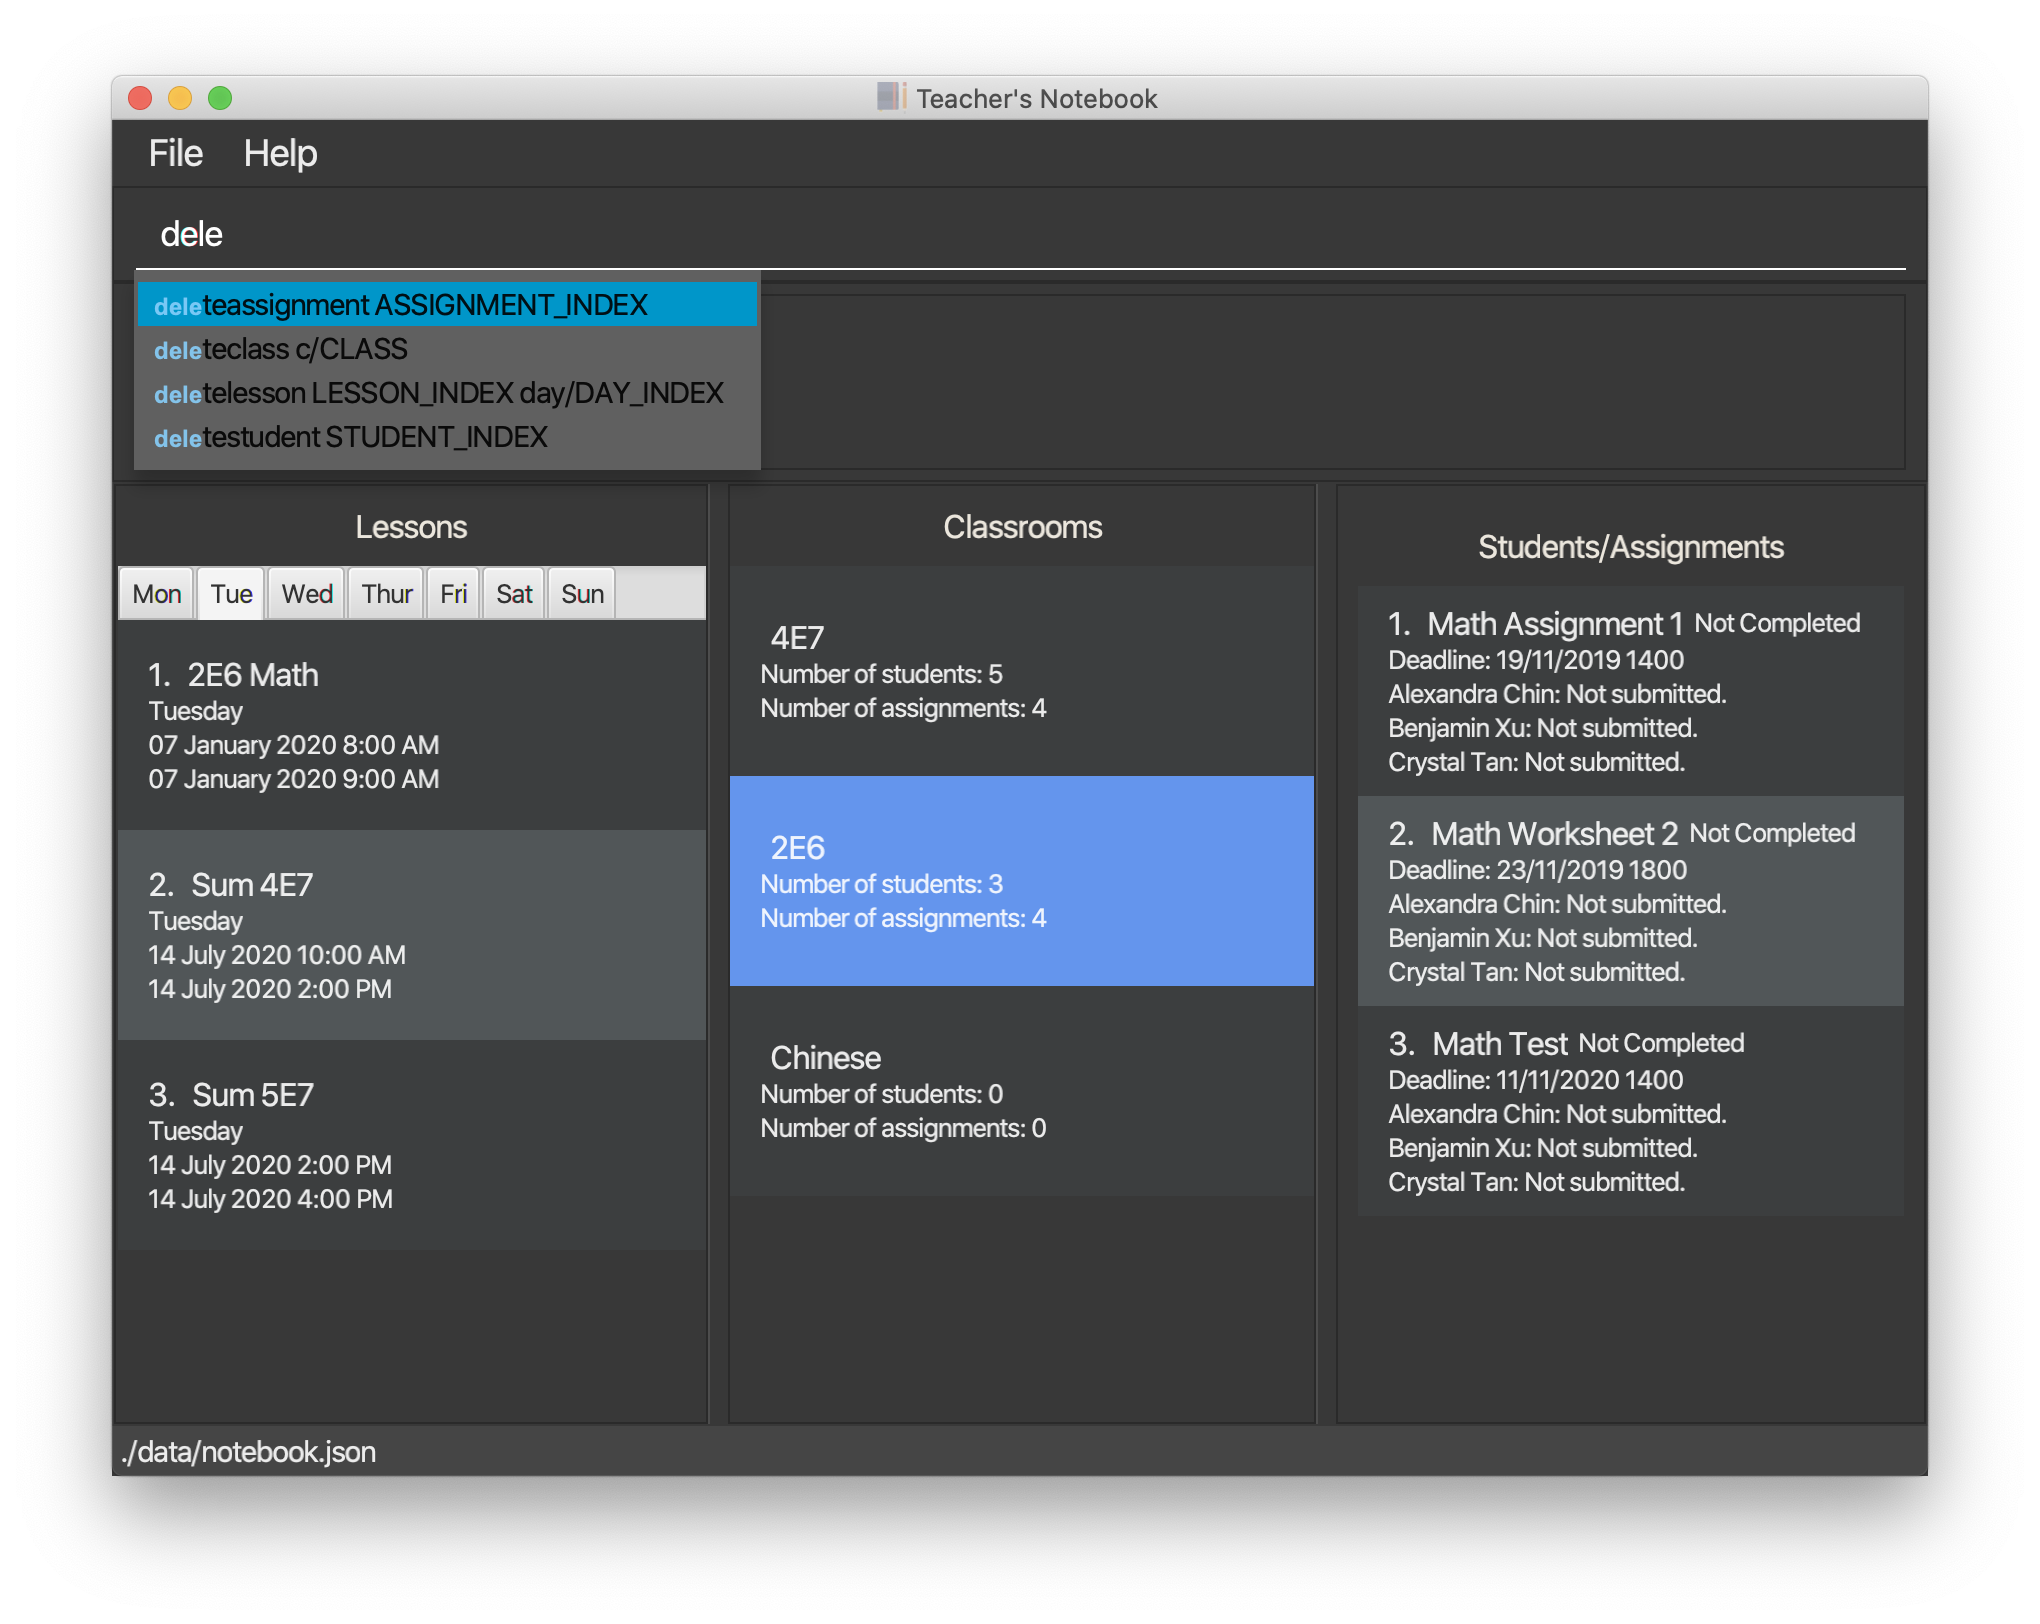 Teacher's Notebook
File Help
dele
deleteassignment ASSIGNMENT_INDEX
deleteclass c/CLASS
deletelesson LESSON_INDEX day/DAY_INDEX
deletestudent STUDENT_INDEX
Lessons
Mon Tue Wed Thur Fri Sat Sun
1. 2E6 Math
Tuesday
07 January 2020 8:00 AM
07 January 2020 9:00 AM
2. Sum 4E7
Tuesday
14 July 2020 10:00 AM
14 July 2020 2:00 PM
3. Sum 5E7
Tuesday
14 July 2020 2:00 PM
14 July 2020 4:00 PM
Classrooms
4E7
Number of students: 5
Number of assignments: 4
2E6
Number of students: 3
Number of assignments: 4
Chinese
Number of students: 0
Number of assignments: 0
Students/Assignments
1. Math Assignment 1 Not Completed
Deadline: 19/11/2019 1400
Alexandra Chin: Not submitted.
Benjamin Xu: Not submitted.
Crystal Tan: Not submitted.
2. Math Worksheet 2 Not Completed
Deadline: 23/11/2019 1800
Alexandra Chin: Not submitted.
Benjamin Xu: Not submitted.
Crystal Tan: Not submitted.
3. Math Test Not Completed
Deadline: 11/11/2020 1400
Alexandra Chin: Not submitted.
Benjamin Xu: Not submitted.
Crystal Tan: Not submitted.
./data/notebook.json